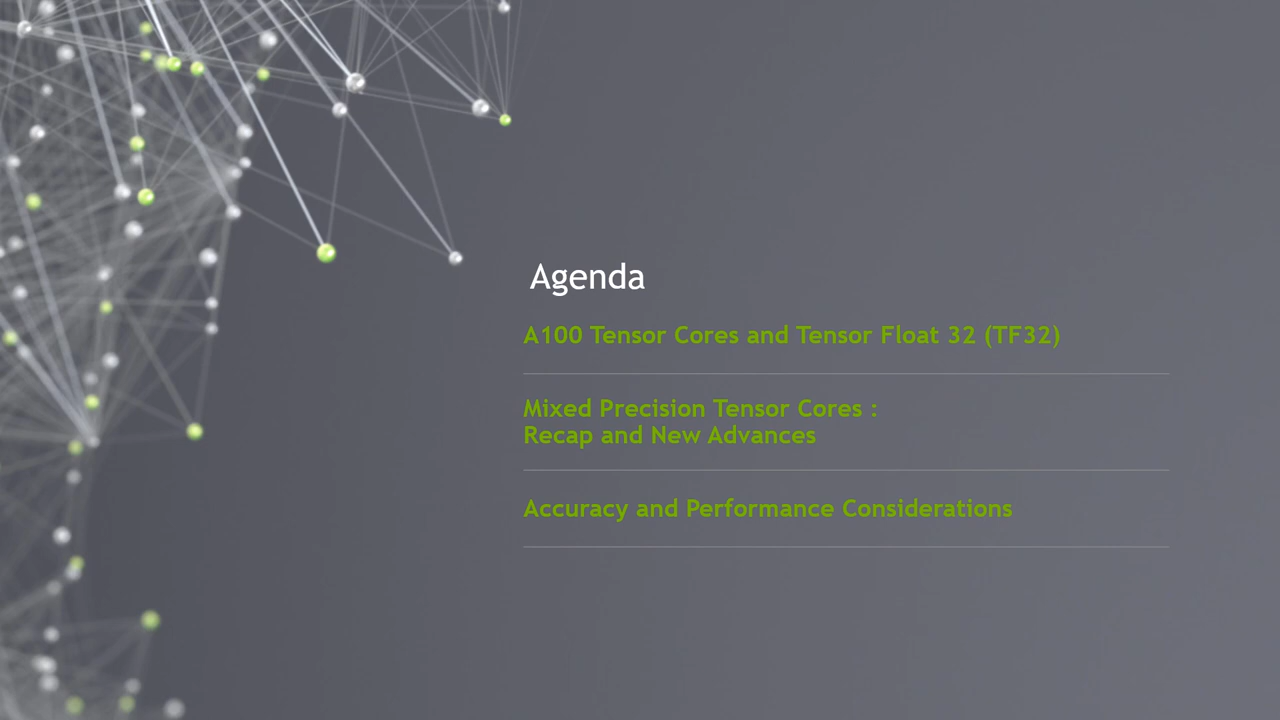 Agenda
A100 Tensor Cores and Tensor Float 32 (TF32)
Mixed Precision Tensor Cores :
Recap and New Advances
Accuracy and Performance Considerations